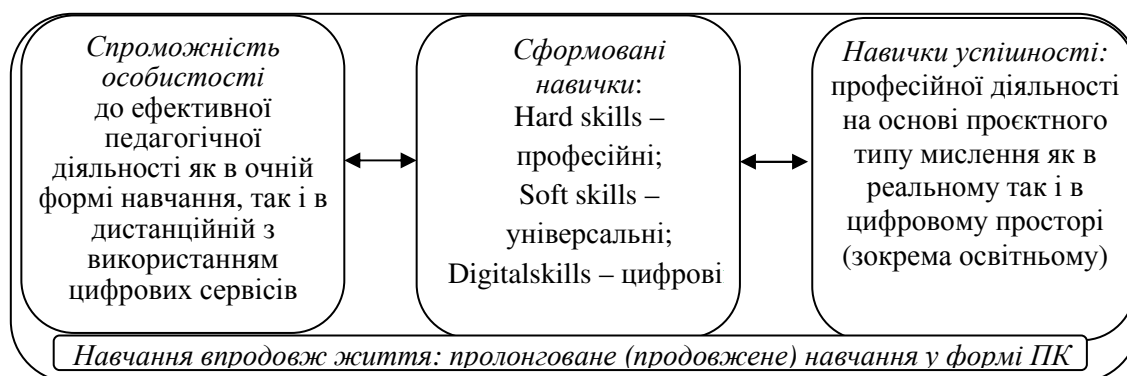 Спроможність
особистості
до ефективної
педагогічної
діяльності як в очній
формі навчання, так і в
дистанційній з
використанням
цифрових сервісів
Сформовані
навички:
Hard skills –
професійні;
Soft skills –
універсальні;
Digitalskills – цифрові
Навички успішності:
професійної діяльності
на основі проєктного
типу мислення як в
реальному так і в
цифровому просторі
(зокрема освітньому)
Навчання впродовж життя: пролонговане (продовжене) навчання у формі ПК